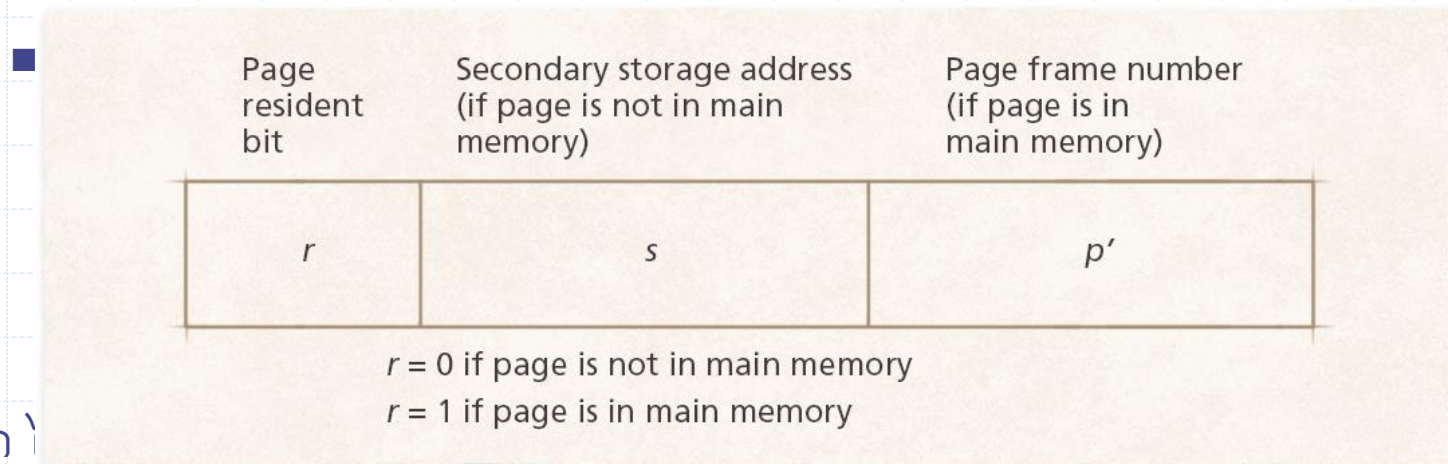 Page
resident
bit
Secondary storage address
(if page is not in main
memory)
Page frame number
(if page is in
main memory)
r
s
p′
r = 0 if page is not in main memory
r = 1 if page is in main memory